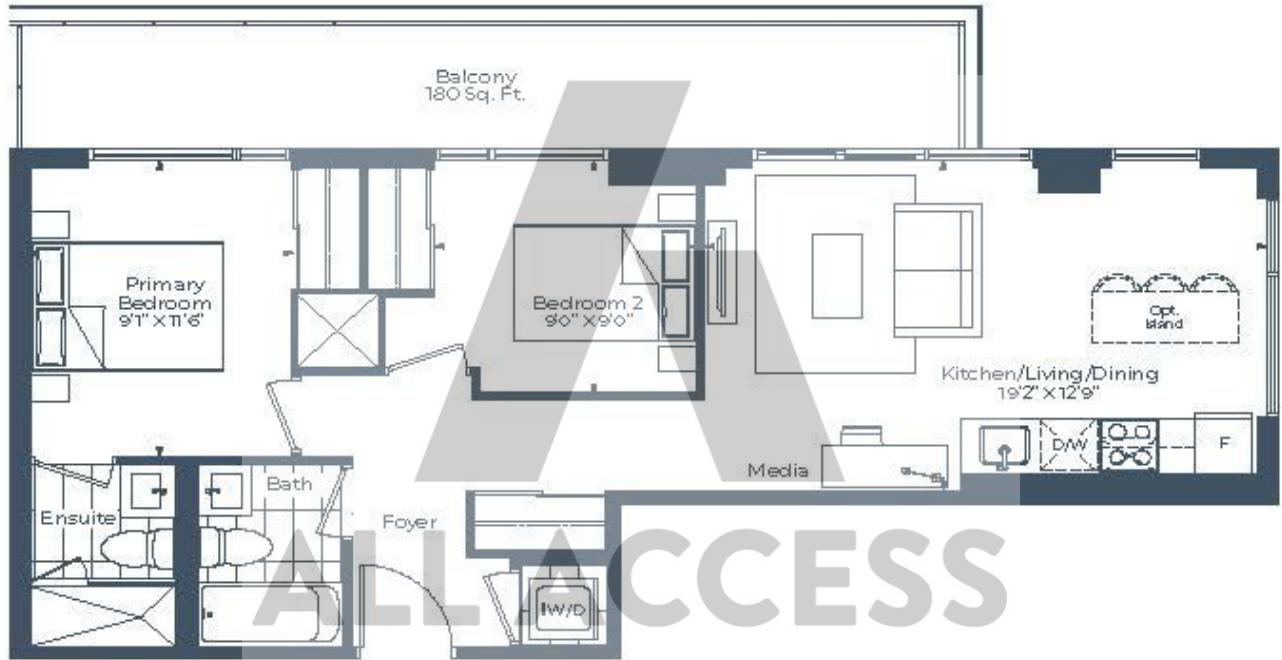 Balcony
180 Sq. Ft.
Primary
Bedroom
9'1" X 11'6"
Bedroom 2
9'0" X 9'0"
Opt.
Island
Kitchen/Living/Dining
19'2" X 12'9"
D/W
F
Media
Bath
Ensuite
Foyer
W/D
ALL ACCESS